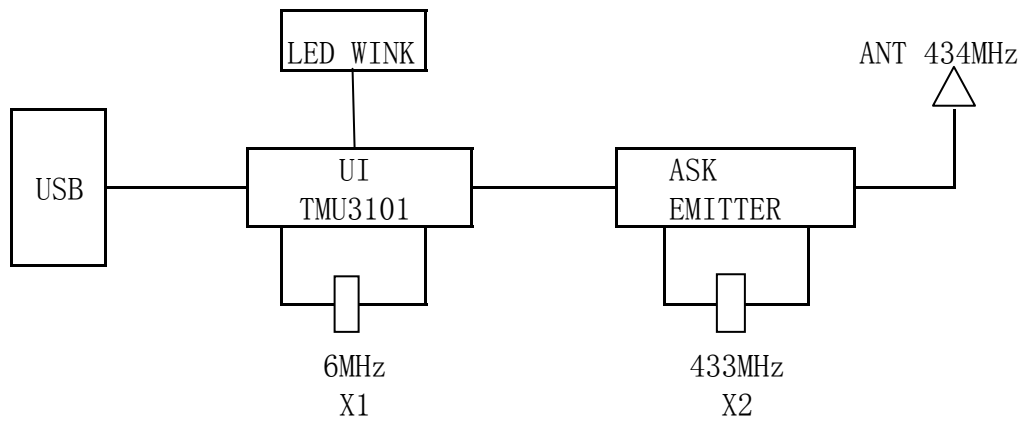 LED WINK
ANT 434MHz
USB
UI
TMU3101
ASK
EMITTER
6MHz
X1
433MHz
X2